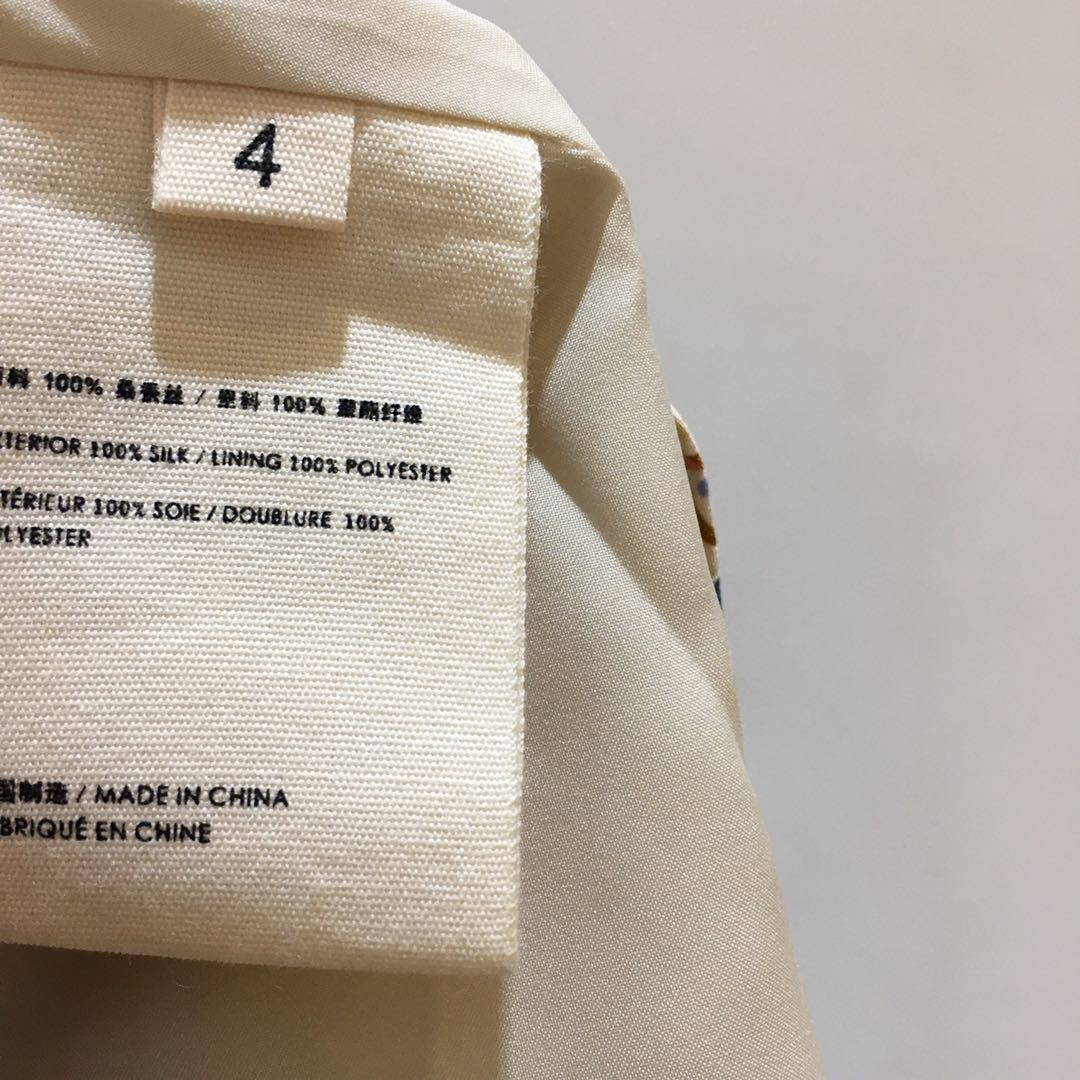 4
料 100% 桑蚕丝 / 里料 100% 聚酯纤维
TERIOR 100% SILK / LINING 100% POLYESTER
TÉRIEUR 100% SOIE / DOUBLURE 100%
LYESTER
国制造 / MADE IN CHINA
BRIQUÉ EN CHINE